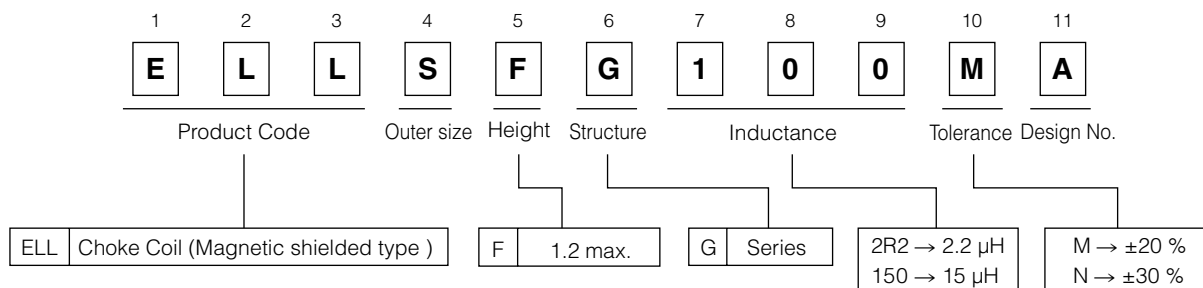 1 2 3 4 5 6 7 8 9 10 11
E L L S F G 1 0 0 M A
Product Code Outer size Height Structure Inductance Tolerance Design No.
ELL Choke Coil (Magnetic shielded type ) F 1.2 max. G Series 2R2 → 2.2 µH M → ±20 %
150 → 15 µH N → ±30 %